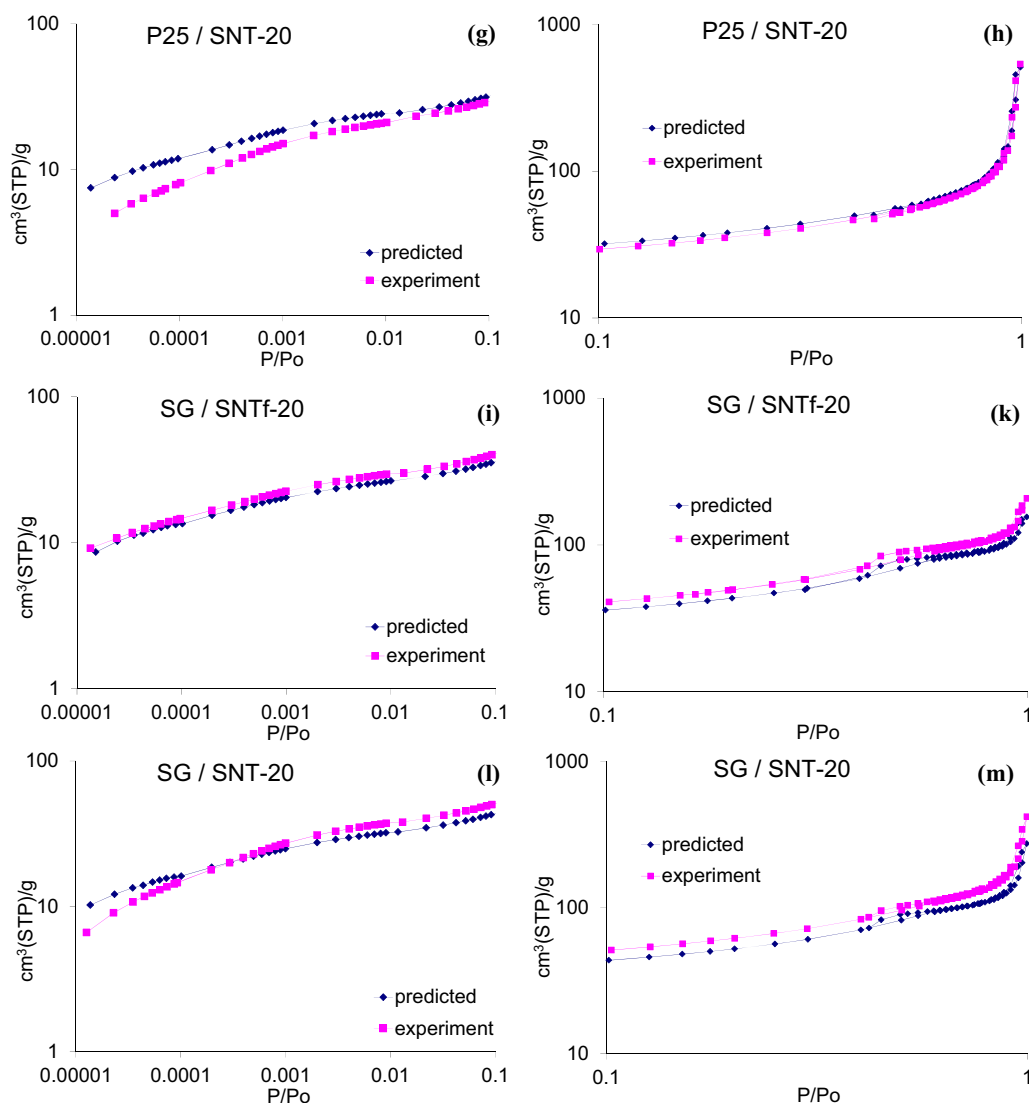 P25 / SNT-20
(g)
100
10
1
cm³(STP)/g
predicted
experiment
0.00001 0.0001 0.001 0.01 0.1
P/Po
P25 / SNT-20
(h)
1000
100
10
cm³(STP)/g
predicted
experiment
0.1 1
P/Po
SG / SNTf-20
(i)
100
10
1
cm³(STP)/g
predicted
experiment
0.00001 0.0001 0.001 0.01 0.1
P/Po
SG / SNTf-20
(k)
1000
100
10
cm³(STP)/g
predicted
experiment
0.1 1
P/Po
SG / SNT-20
(l)
100
10
1
cm³(STP)/g
predicted
experiment
0.00001 0.0001 0.001 0.01 0.1
P/Po
SG / SNT-20
(m)
1000
100
10
cm³(STP)/g
predicted
experiment
0.1 1
P/Po